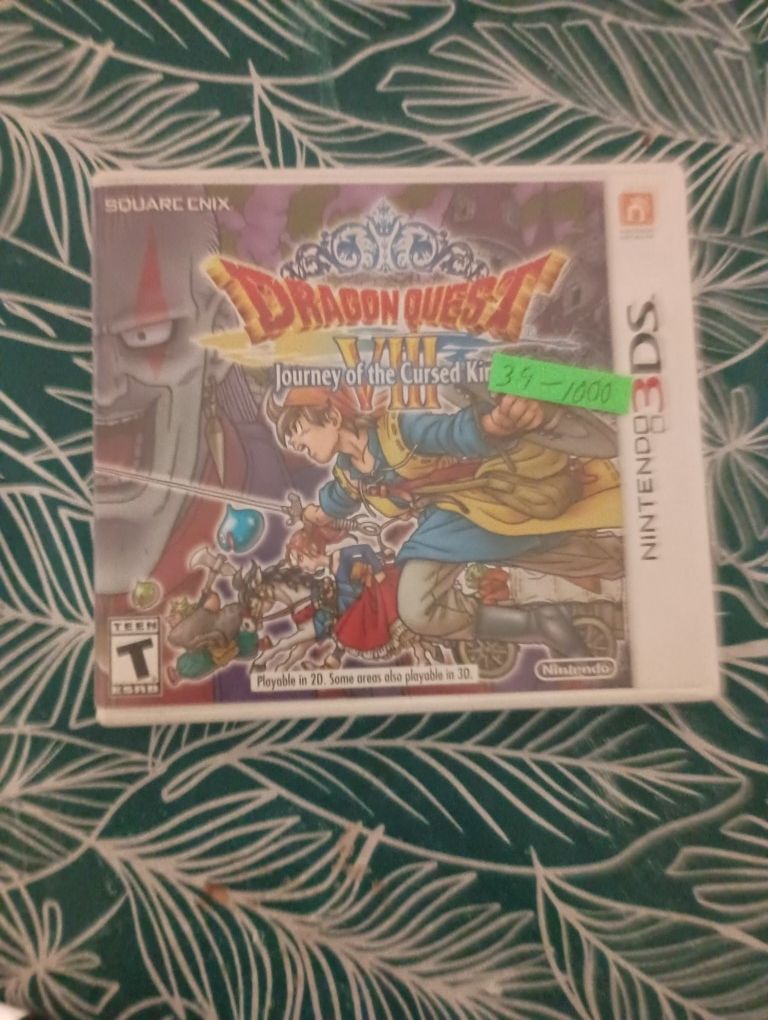 SQUARE ENIX
DRAGON QUEST
VIII
Journey of the Cursed
39-1000
NINTENDO 3DS
TEEN
T
ESRB
Playable in 2D. Some areas also playable in 3D.
Nintendo